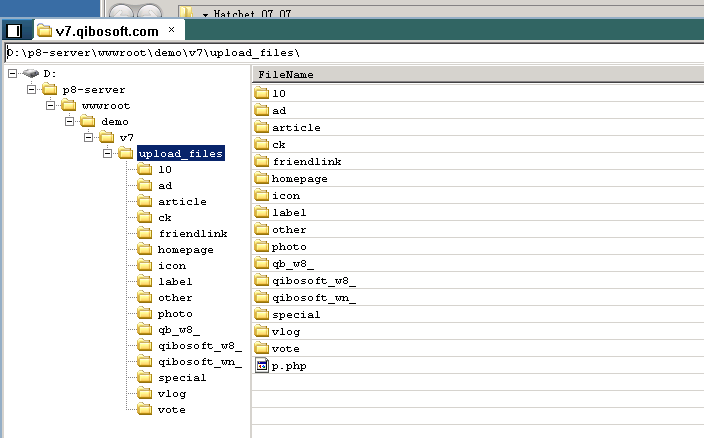 Hatchet 07 07
v7.qibosoft.com ×
D:\p8-server\wwwroot\demo\v7\upload_files\
D:
p8-server
wwwroot
demo
v7
upload_files
10
ad
article
ck
friendlink
homepage
icon
label
other
photo
qb_w8_
qibosoft_w8_
qibosoft_wn_
special
vlog
vote
FileName
10
ad
article
ck
friendlink
homepage
icon
label
other
photo
qb_w8_
qibosoft_w8_
qibosoft_wn_
special
vlog
vote
p.php